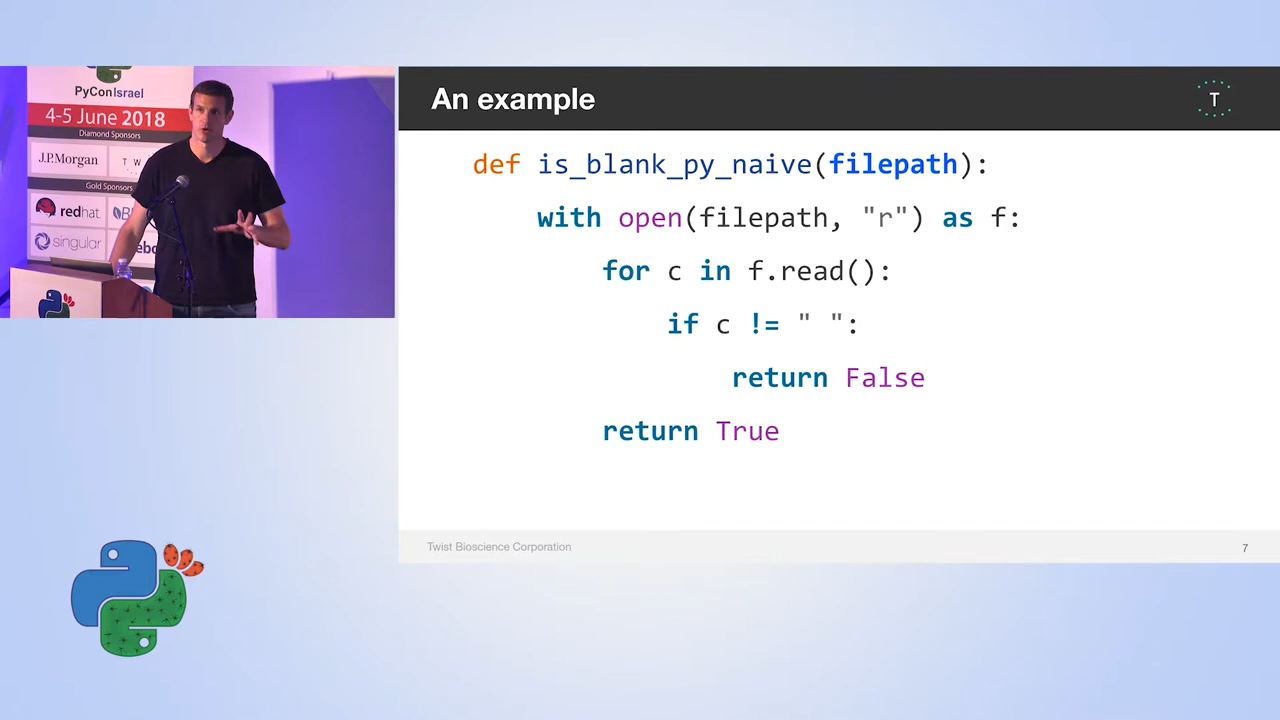 PyConIsrael
4-5 June 2018
Diamond Sponsors
J.P.Morgan
T W
Gold Sponsors
redhat
singular
An example
T
def is_blank_py_naive(filepath):
    with open(filepath, "r") as f:
        for c in f.read():
            if c != " ":
                return False
        return True
Twist Bioscience Corporation
7